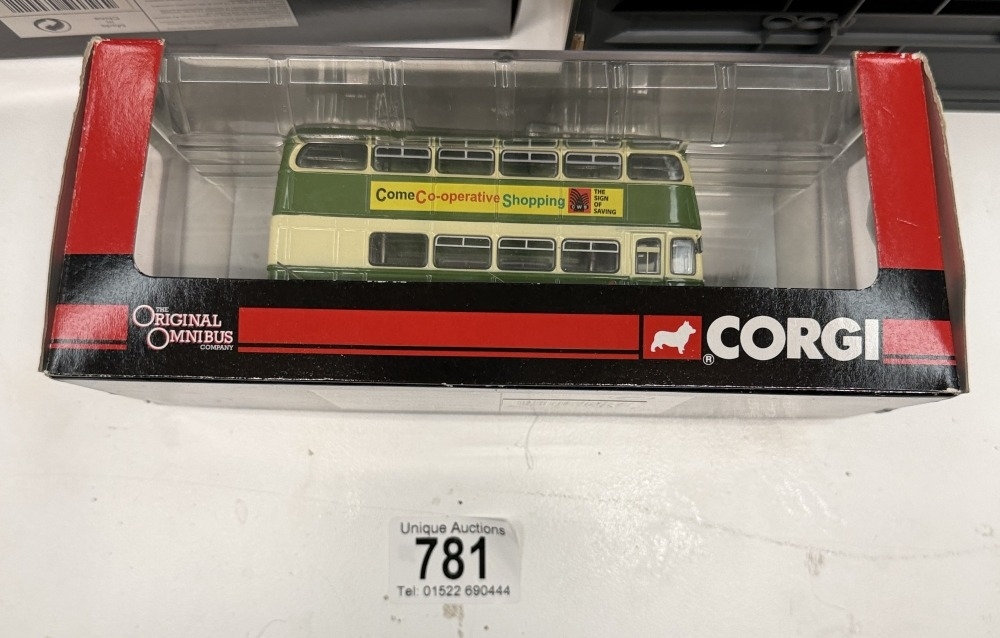 Come Co-operative Shopping
THE
SIGN
OF
SAVING
THE
ORIGINAL
OMNIBUS
COMPANY
® CORGI
Unique Auctions
781
Tel: 01522 690444